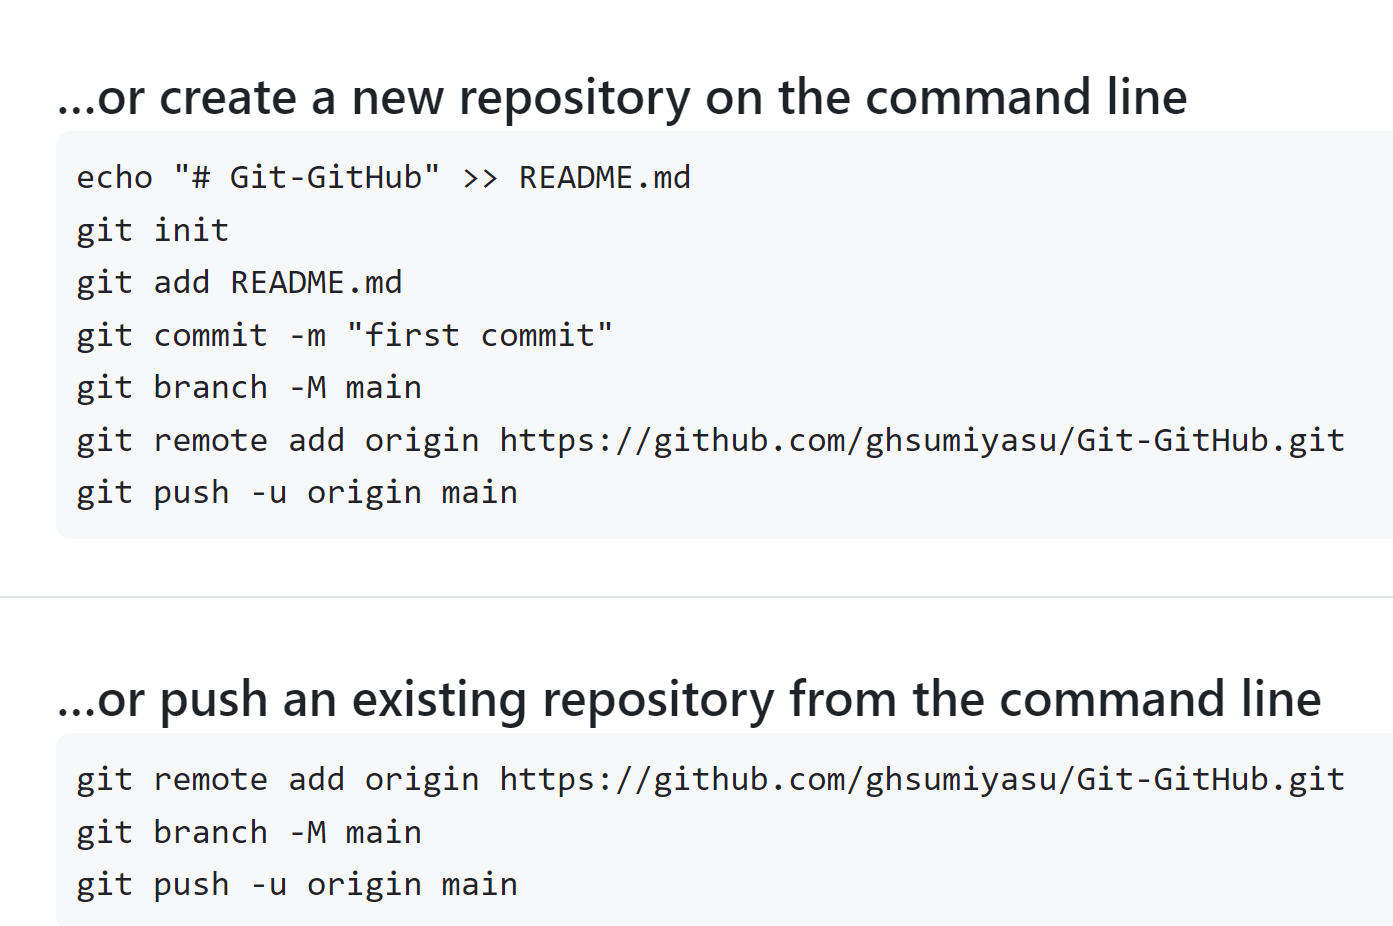 ...or create a new repository on the command line
echo "# Git-GitHub" >> README.md
git init
git add README.md
git commit -m "first commit"
git branch -M main
git remote add origin https://github.com/ghsumiyasu/Git-GitHub.git
git push -u origin main
...or push an existing repository from the command line
git remote add origin https://github.com/ghsumiyasu/Git-GitHub.git
git branch -M main
git push -u origin main